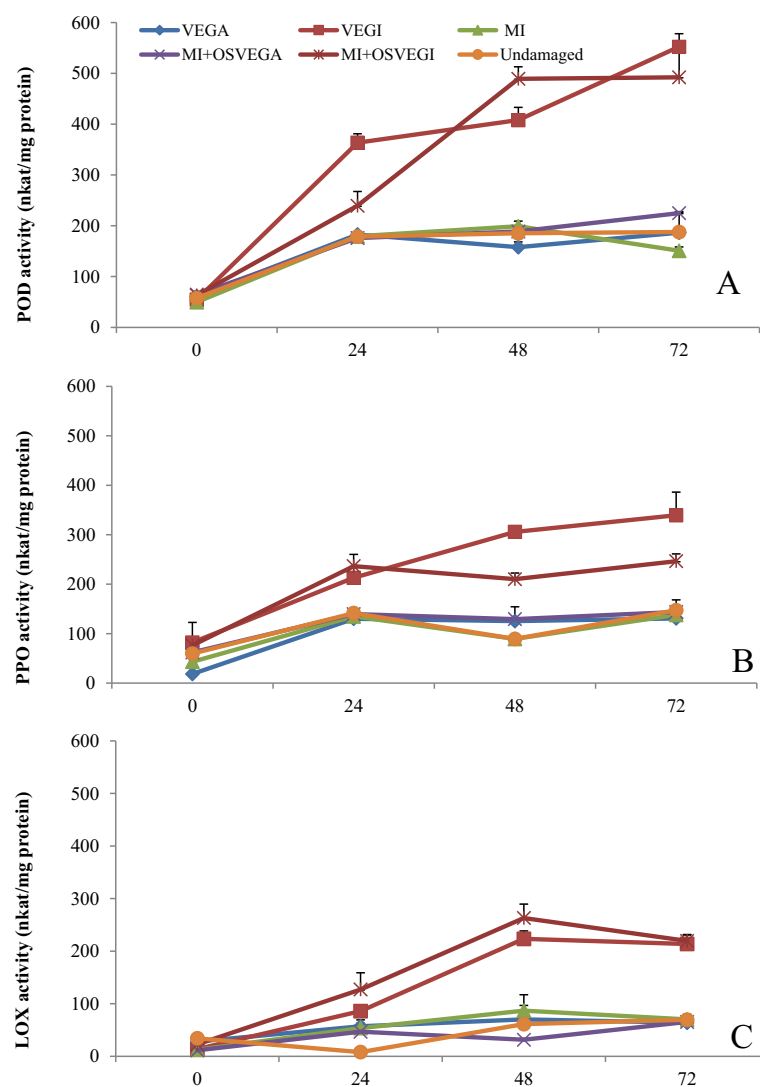 VEGA VEGI MI
MI+OSVEGA MI+OSVEGI Undamaged
POD activity (nkat/mg protein)
600
500
400
300
200
100
0
0 24 48 72
A
PPO activity (nkat/mg protein)
600
500
400
300
200
100
0
0 24 48 72
B
LOX activity (nkat/mg protein)
600
500
400
300
200
100
0
0 24 48 72
C